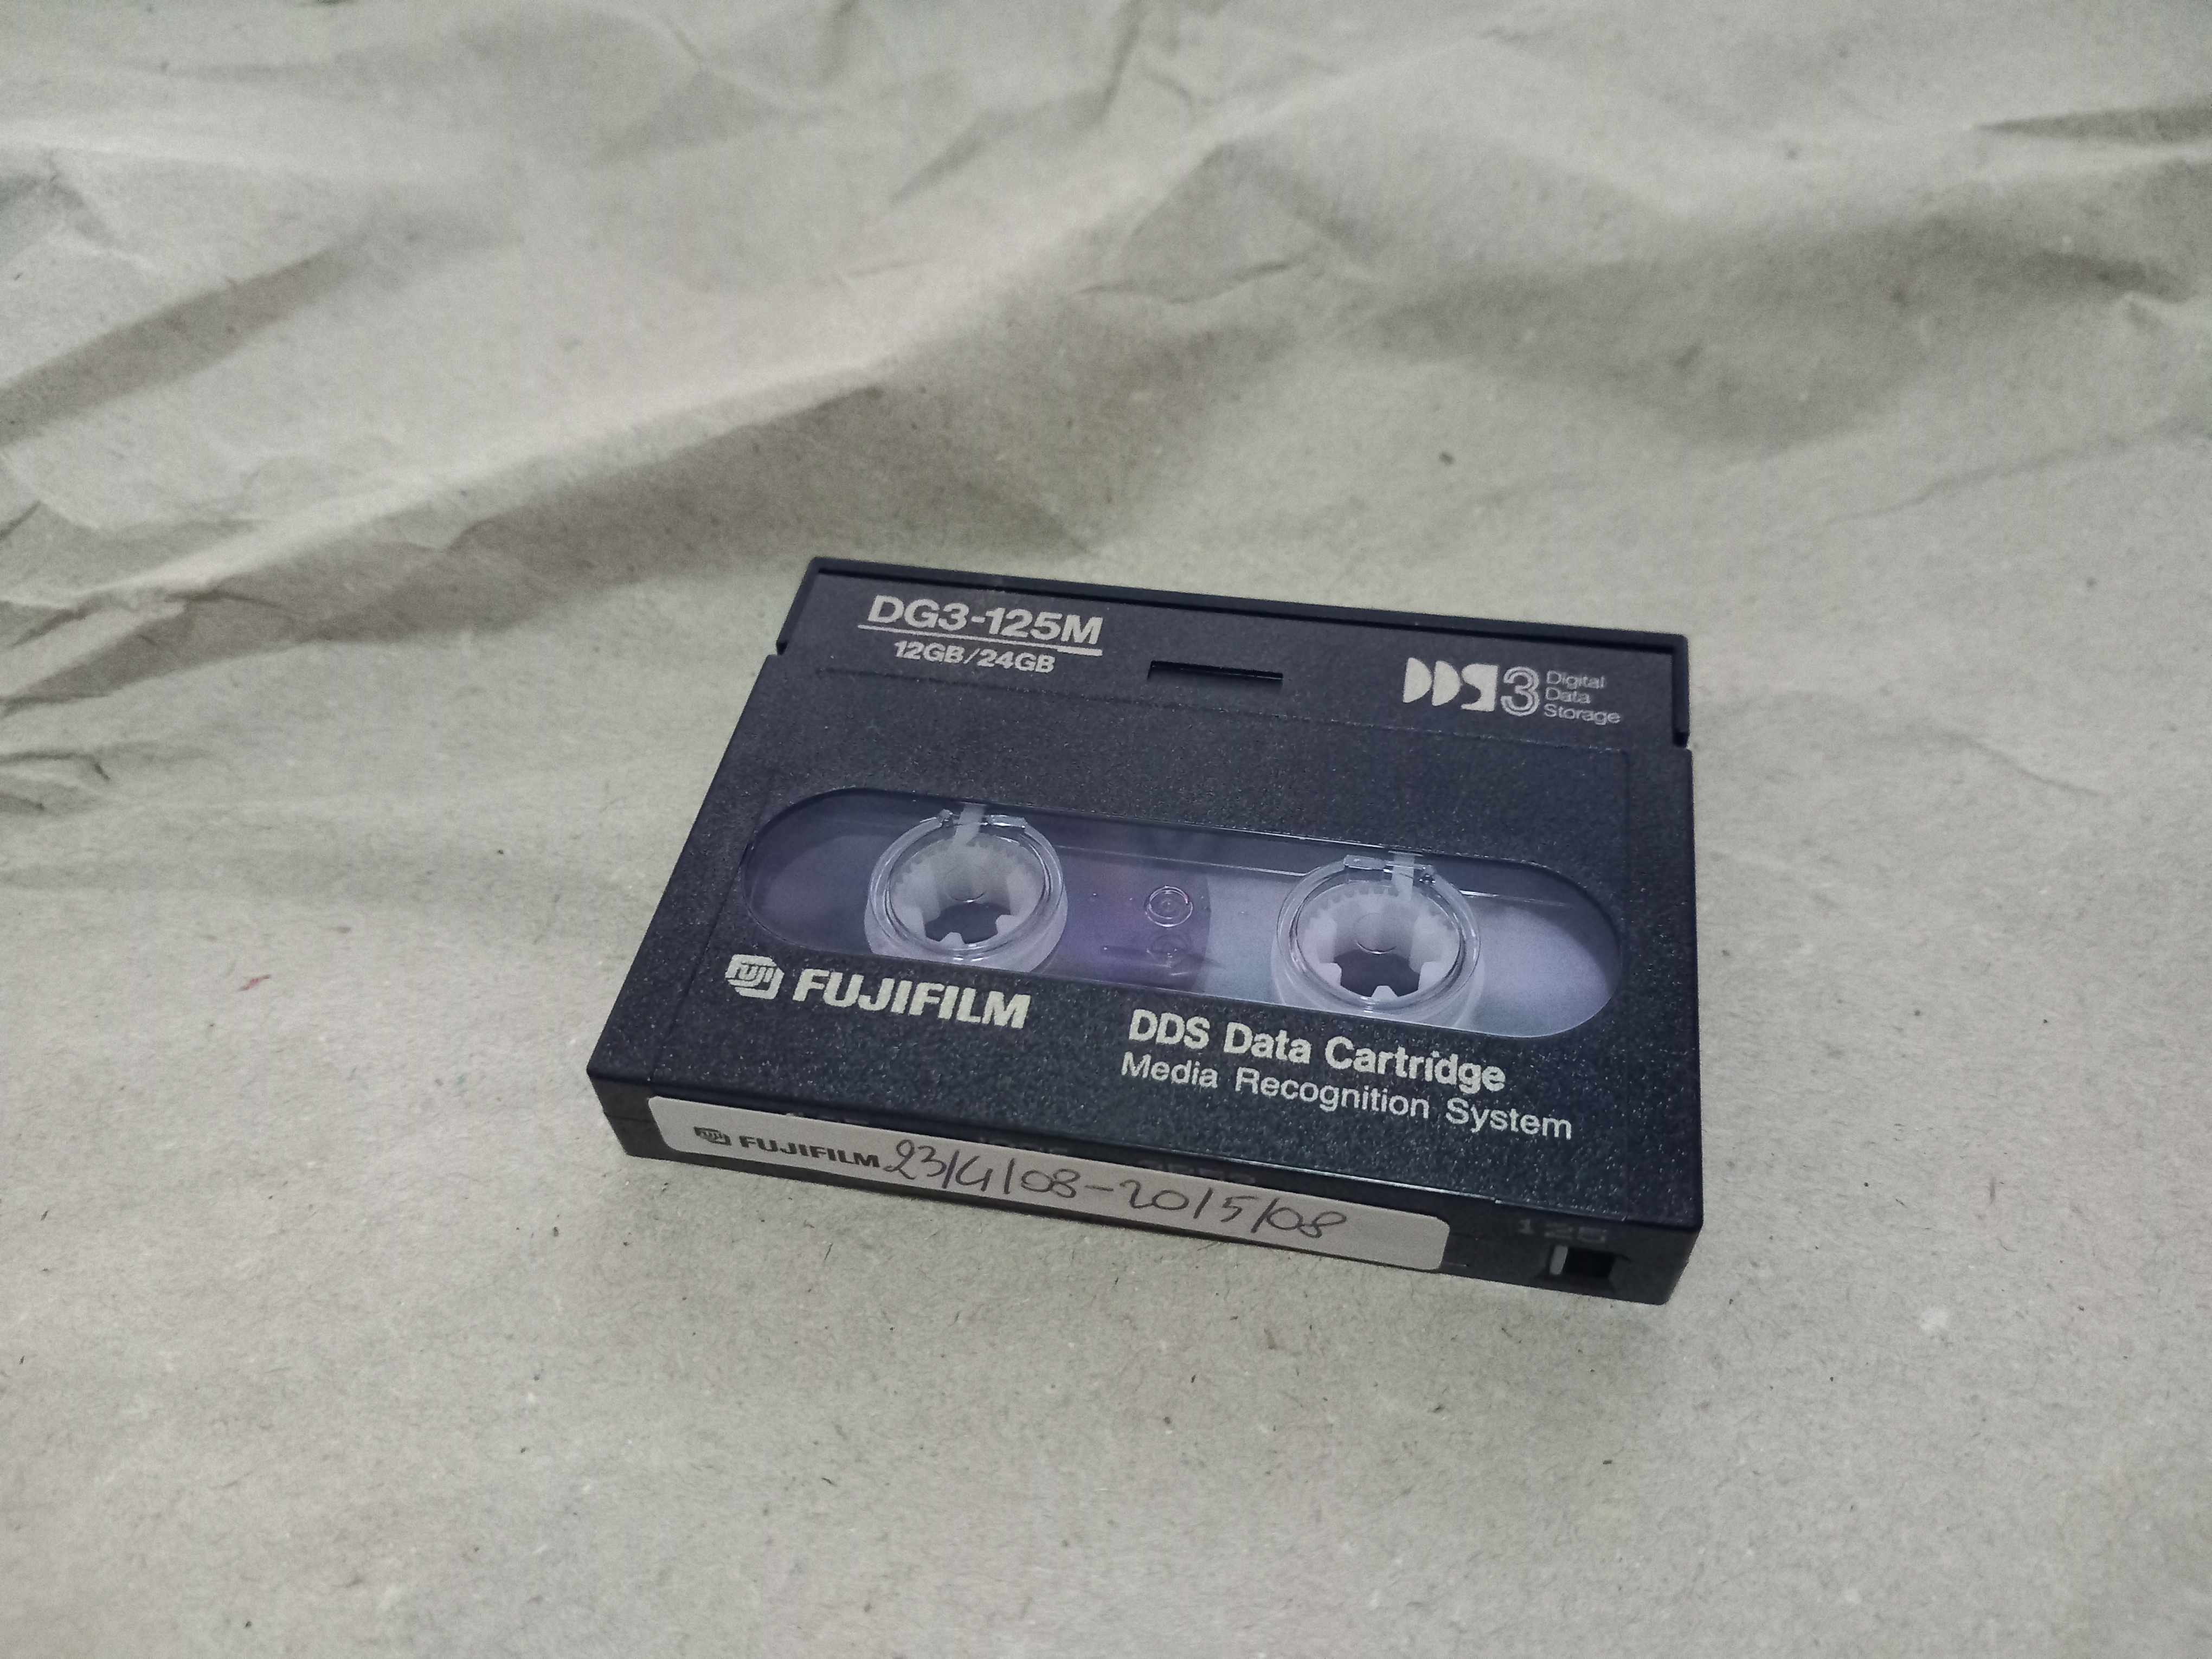 DG3-125M
12GB/24GB
DDS3 Digital
Data
Storage
FUJI FUJIFILM
DDS Data Cartridge
Media Recognition System
FUJI FUJIFILM 23/4/08-20/5/08
125